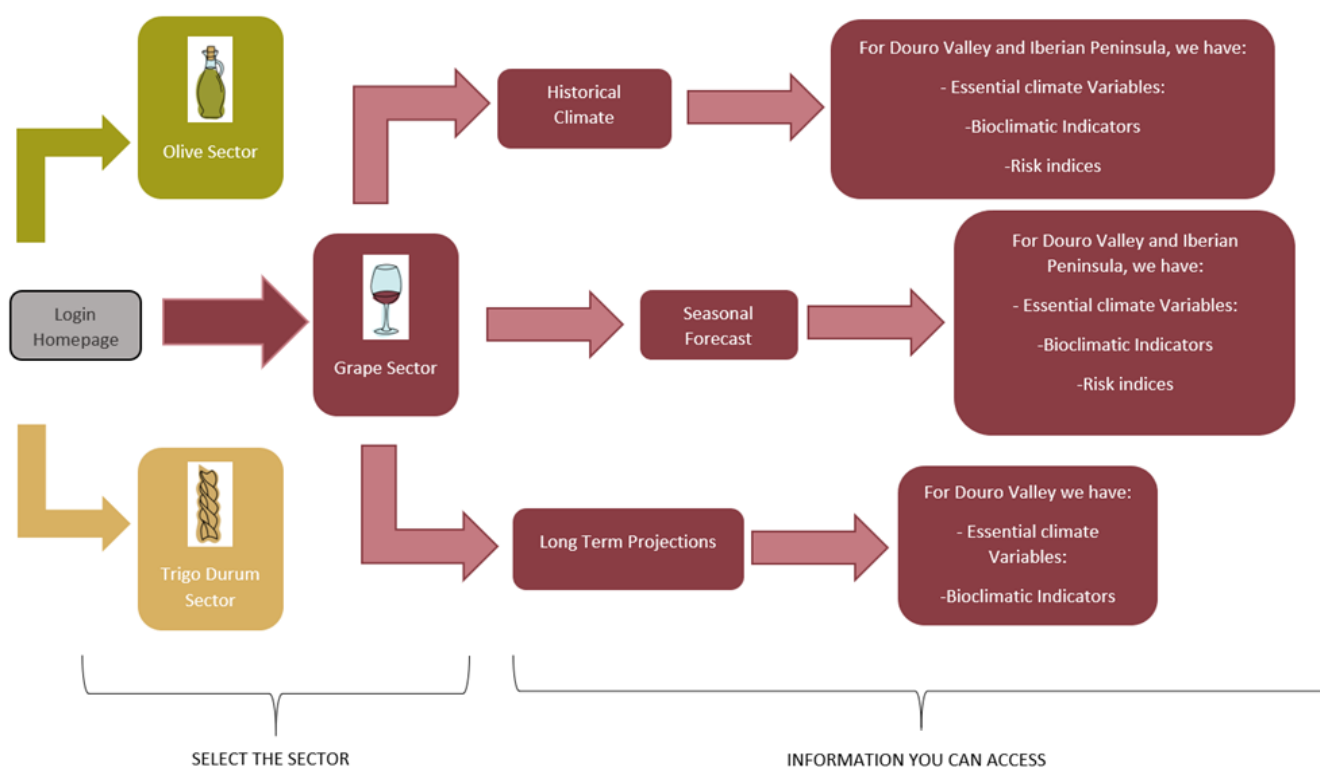 Olive Sector
Login
Homepage
Trigo Durum
Sector
Grape Sector
Historical
Climate
For Douro Valley and Iberian Peninsula, we have:
- Essential climate Variables:
-Bioclimatic Indicators
-Risk indices
Seasonal
Forecast
For Douro Valley and Iberian
Peninsula, we have:
- Essential climate Variables:
-Bioclimatic Indicators
-Risk indices
Long Term Projections
For Douro Valley we have:
- Essential climate
Variables:
-Bioclimatic Indicators
SELECT THE SECTOR
INFORMATION YOU CAN ACCESS